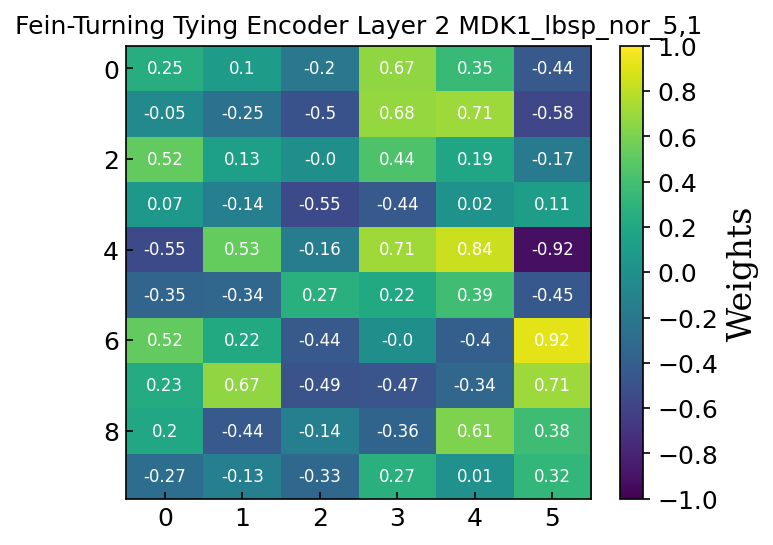 Fein-Turning Tying Encoder Layer 2 MDK1_lbsp_nor_5,1
0 0.25 0.1 -0.2 0.67 0.35 -0.44
-0.05 -0.25 -0.5 0.68 0.71 -0.58
2 0.52 0.13 -0.0 0.44 0.19 -0.17
0.07 -0.14 -0.55 -0.44 0.02 0.11
4 -0.55 0.53 -0.16 0.71 0.84 -0.92
-0.35 -0.34 0.27 0.22 0.39 -0.45
6 0.52 0.22 -0.44 -0.0 -0.4 0.92
0.23 0.67 -0.49 -0.47 -0.34 0.71
8 0.2 -0.44 -0.14 -0.36 0.61 0.38
-0.27 -0.13 -0.33 0.27 0.01 0.32
0 1 2 3 4 5
1.0
0.8
0.6
0.4
0.2
0.0
−0.2
−0.4
−0.6
−0.8
−1.0
Weights